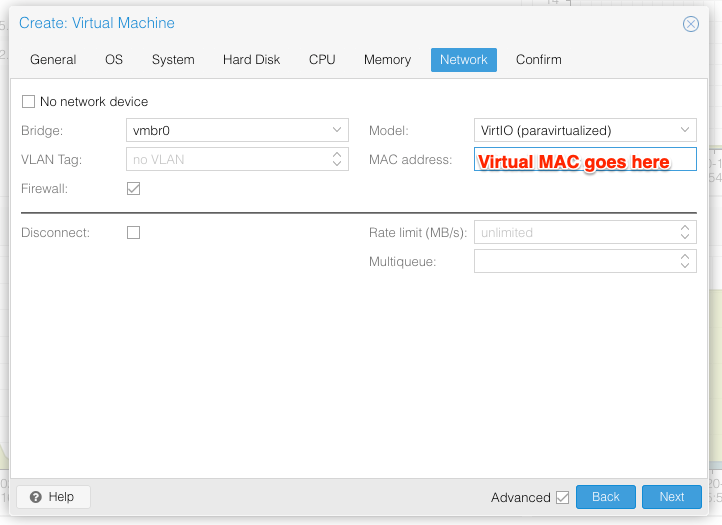 Create: Virtual Machine
General OS System Hard Disk CPU Memory Network Confirm
No network device
Bridge: vmbr0 Model: VirtIO (paravirtualized)
VLAN Tag: no VLAN MAC address: Virtual MAC goes here
Firewall:
Disconnect: Rate limit (MB/s): unlimited
Multiqueue:
Help Advanced Back Next